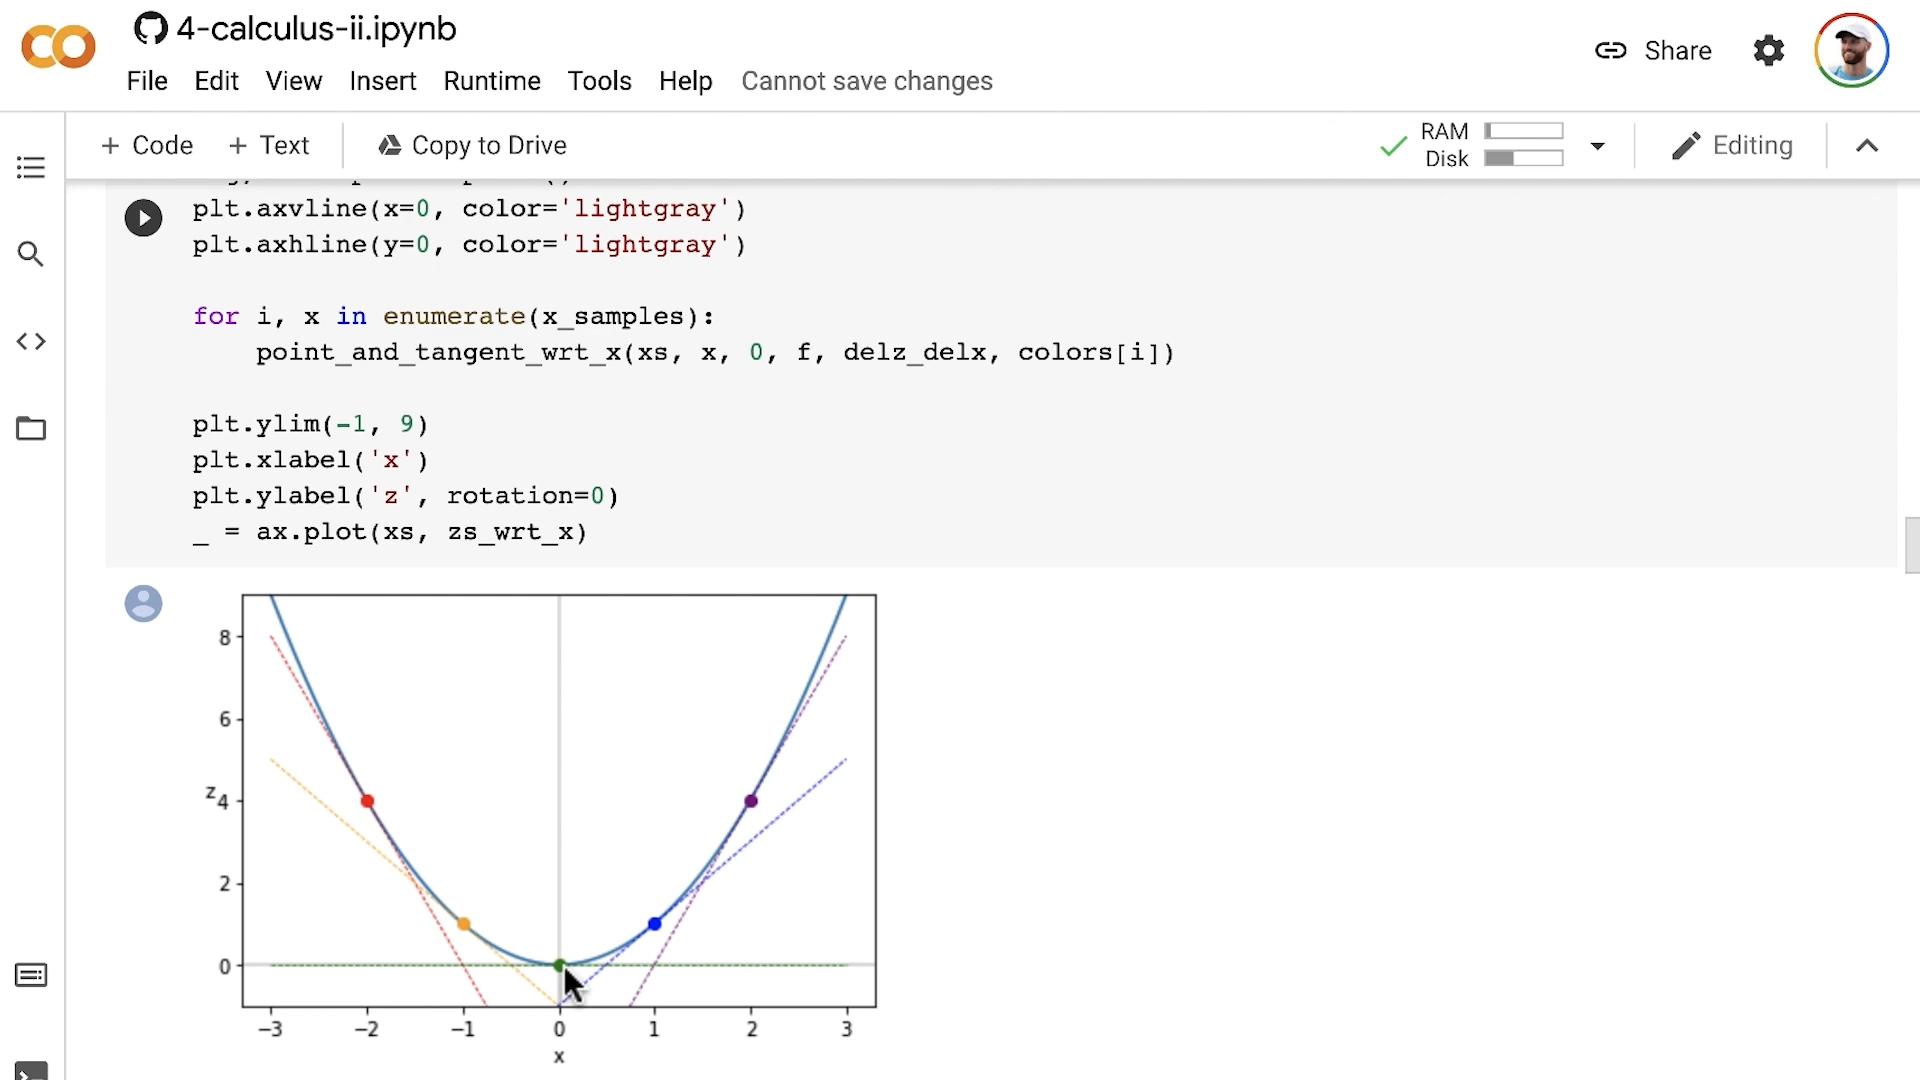 4-calculus-ii.ipynb
File Edit View Insert Runtime Tools Help Cannot save changes
Share
+ Code + Text Copy to Drive
RAM
Disk
Editing
plt.axvline(x=0, color='lightgray')
plt.axhline(y=0, color='lightgray')
for i, x in enumerate(x_samples):
    point_and_tangent_wrt_x(xs, x, 0, f, delz_delx, colors[i])
plt.ylim(-1, 9)
plt.xlabel('x')
plt.ylabel('z', rotation=0)
_ = ax.plot(xs, zs_wrt_x)
8
6
z
4
2
0
−3 −2 −1 0 1 2 3
x